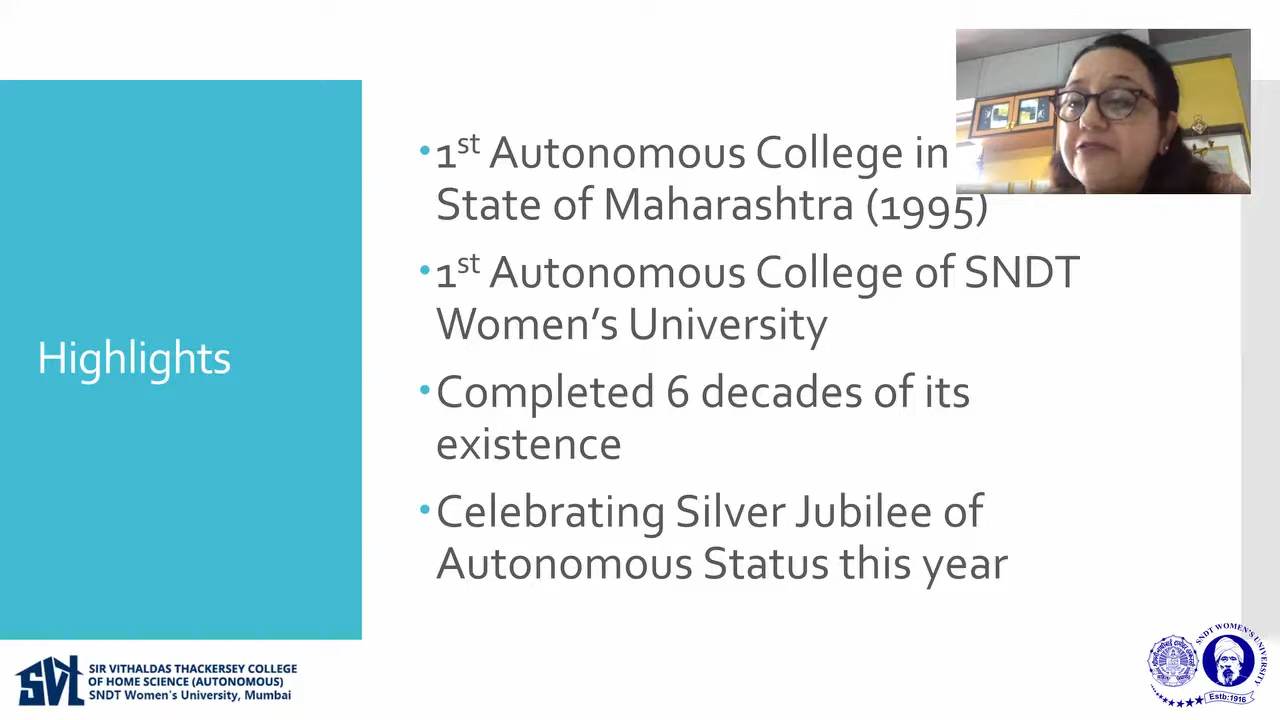 •1st Autonomous College in
State of Maharashtra (1995)
•1st Autonomous College of SNDT
Women's University
Highlights
•Completed 6 decades of its
existence
•Celebrating Silver Jubilee of
Autonomous Status this year
SVT
SIR VITHALDAS THACKERSEY COLLEGE
OF HOME SCIENCE (AUTONOMOUS)
SNDT Women's University, Mumbai
SNDT WOMEN'S UNIVERSITY
Estb:1916